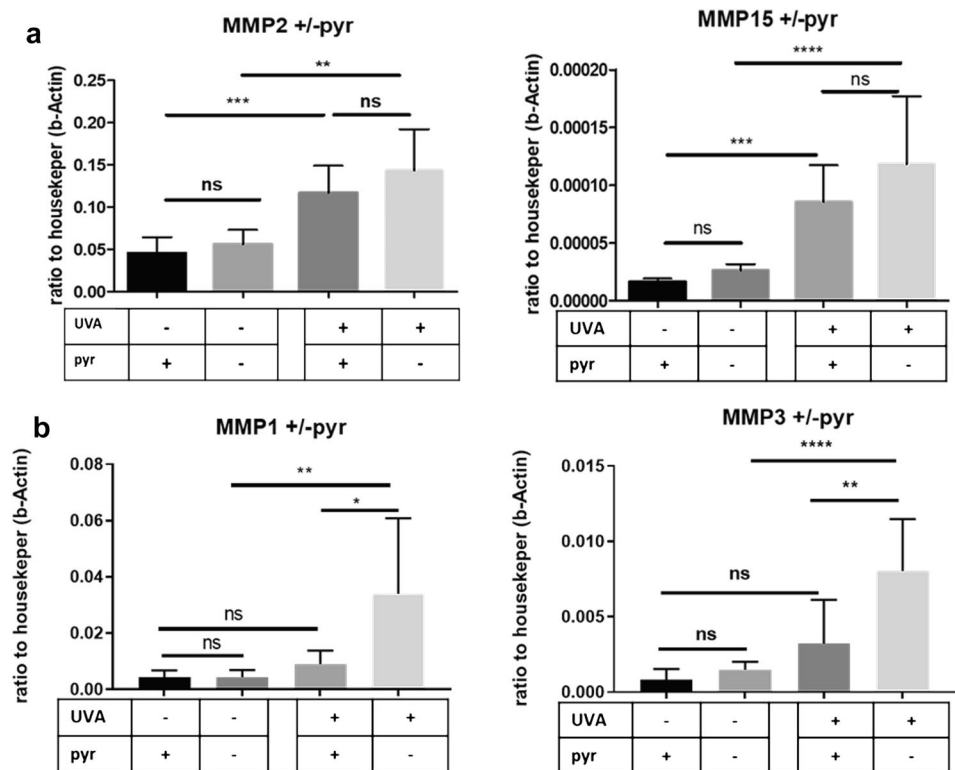 a
MMP2 +/-pyr
ratio to housekeper (b-Actin)
0.25
0.20
0.15
0.10
0.05
0.00
**
***
ns
ns
UVA - - + +
pyr + - + -
MMP15 +/-pyr
ratio to housekeper (b-Actin)
0.00020
0.00015
0.00010
0.00005
0.00000
****
ns
***
ns
UVA - - + +
pyr + - + -
b
MMP1 +/-pyr
ratio to housekeper (b-Actin)
0.08
0.06
0.04
0.02
0.00
**
*
ns
ns
UVA - - + +
pyr + - + -
MMP3 +/-pyr
ratio to housekeper (b-Actin)
0.015
0.010
0.005
0.000
****
**
ns
ns
UVA - - + +
pyr + - + -